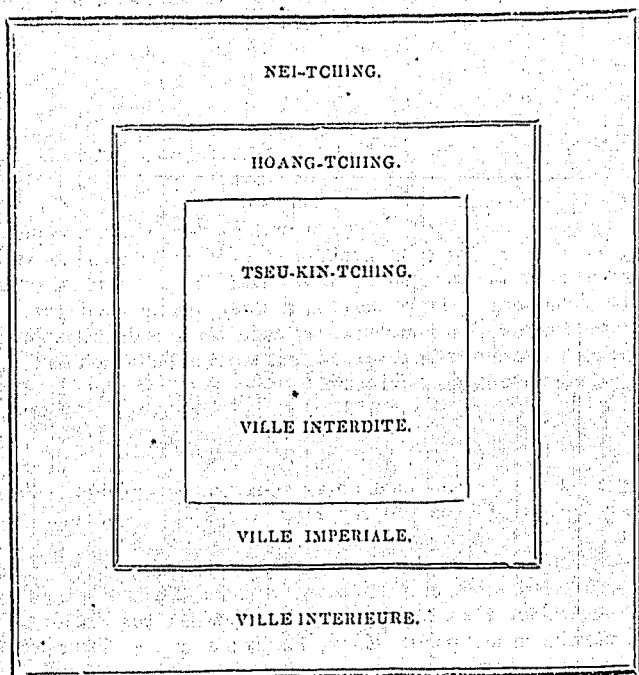 NEI-TCHING.
HOANG-TCHING.
TSEU-KIN-TCHING.
VILLE INTERDITE.
VILLE IMPERIALE.
VILLE INTERIEURE.